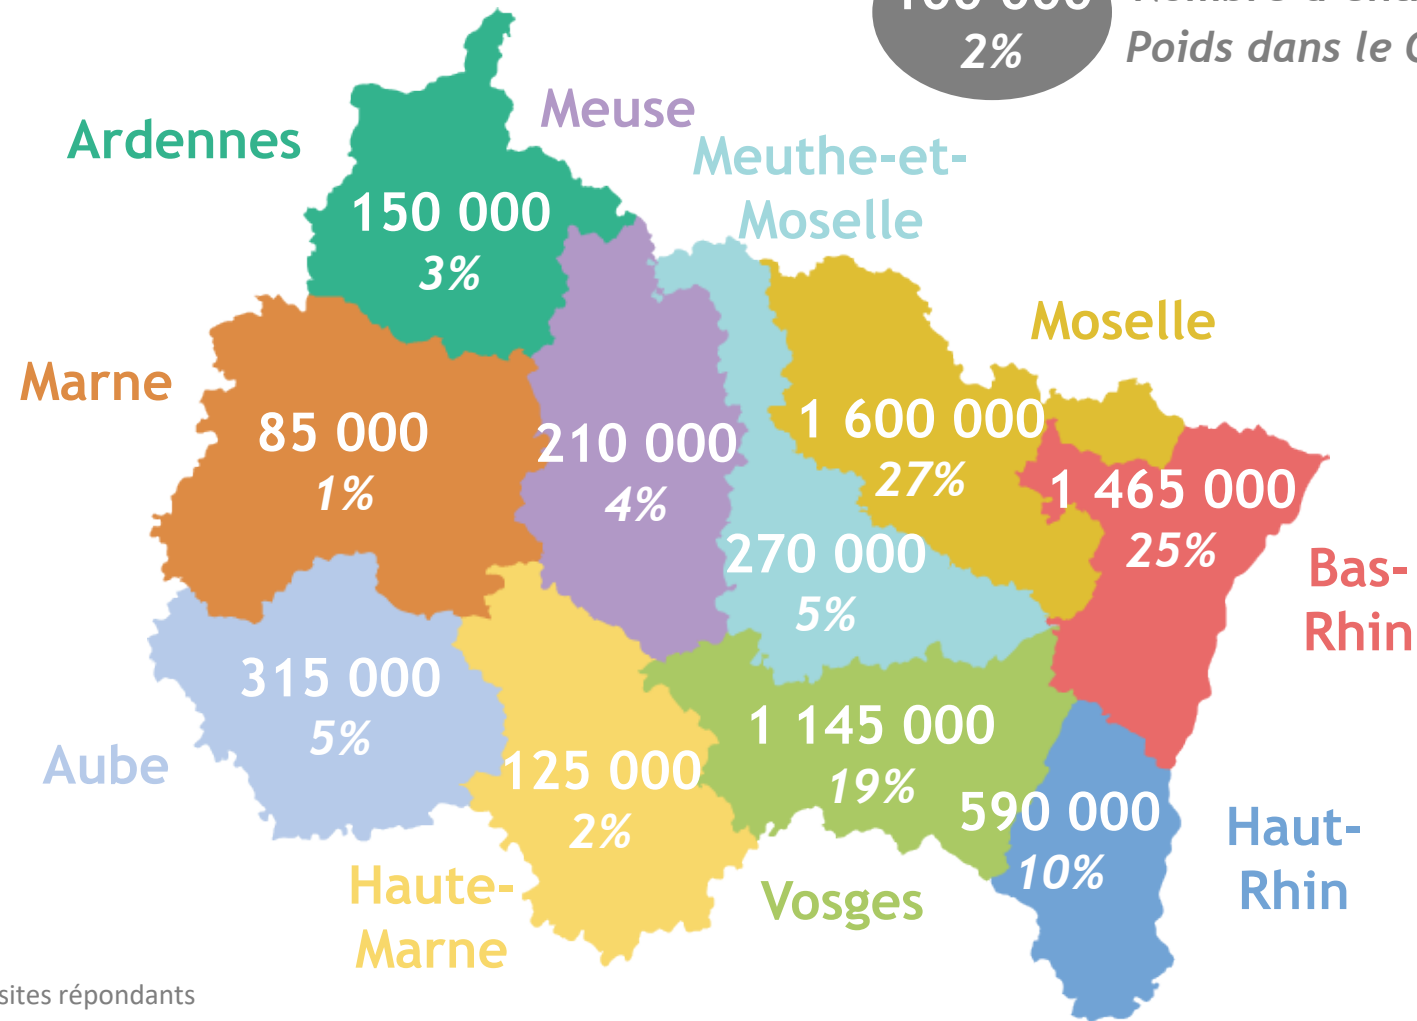 2%
Poids dans le
Meuse
Ardennes
Meuthe-et-
Moselle
150 000
3%
Moselle
Marne
85 000
1%
210 000
4%
1 600 000
27%
1 465 000
25%
270 000
5%
Bas-
Rhin
315 000
5%
Aube
125 000
2%
1 145 000
19%
590 000
10%
Haut-
Rhin
Haute-
Marne
Vosges
sites répondants